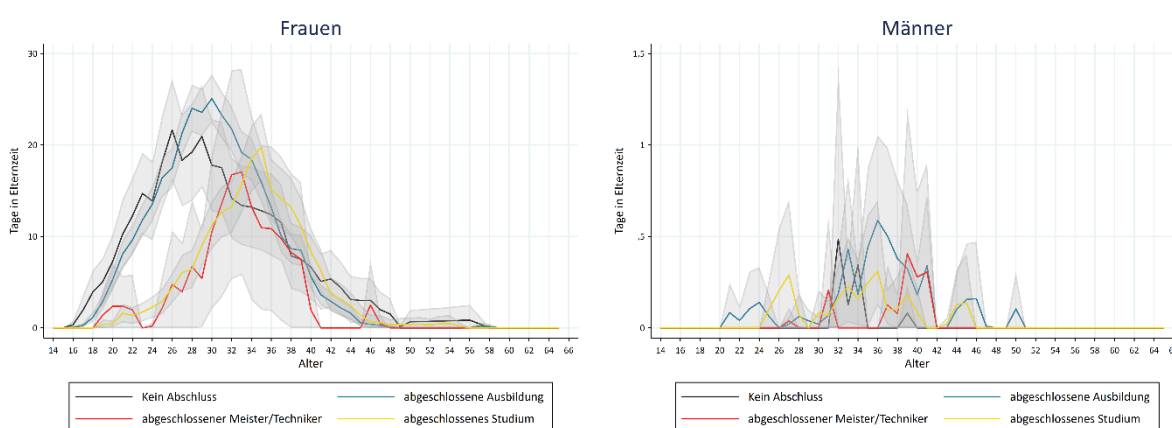 Frauen
Tage in Elternzeit
30
20
10
0
14 16 18 20 22 24 26 28 30 32 34 36 38 40 42 44 46 48 50 52 54 56 58 60 62 64 66
Alter
Kein Abschluss
abgeschlossene Ausbildung
abgeschlossener Meister/Techniker
abgeschlossenes Studium
Männer
Tage in Elternzeit
1.5
1
.5
0
14 16 18 20 22 24 26 28 30 32 34 36 38 40 42 44 46 48 50 52 54 56 58 60 62 64 66
Alter
Kein Abschluss
abgeschlossene Ausbildung
abgeschlossener Meister/Techniker
abgeschlossenes Studium